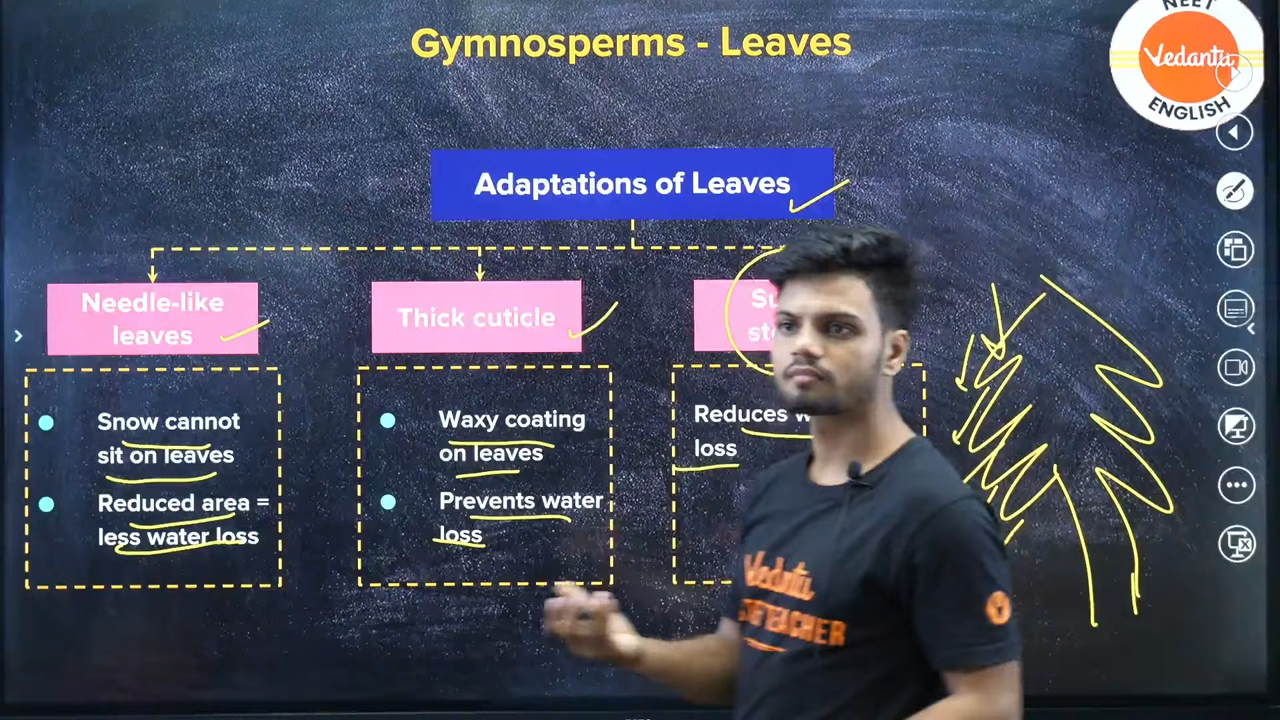 Gymnosperms - Leaves
NEET
Vedantu
ENGLISH
Adaptations of Leaves
Needle-like
leaves
Thick cuticle
Snow cannot
sit on leaves
Reduced area =
less water loss
Waxy coating
on leaves
Prevents water
loss
Reduces
loss
Vedantu
TEACHER